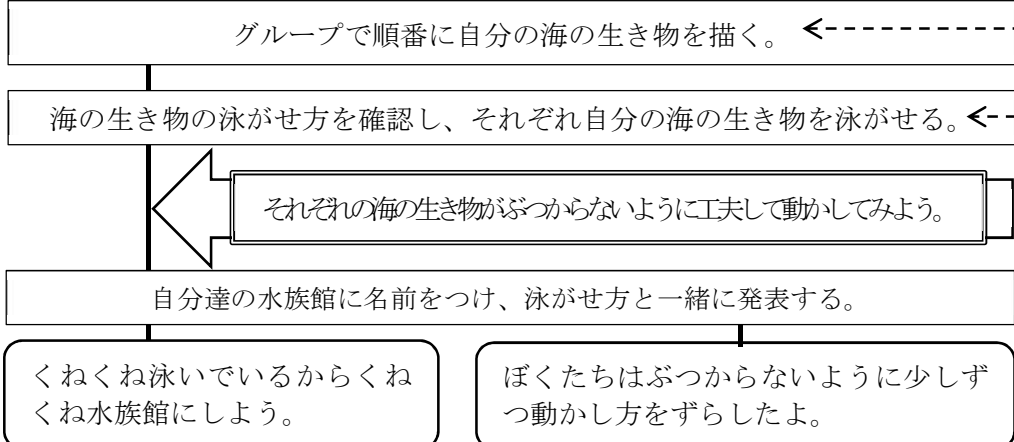 グループで順番に自分の海の生き物を描く。
海の生き物の泳がせ方を確認し、それぞれ自分の海の生き物を泳がせる。
それぞれの海の生き物がぶつからないように工夫して動かしてみよう。
自分達の水族館に名前をつけ、泳がせ方と一緒に発表する。
くねくね泳いでいるからくね
くね水族館にしよう。
ぼくたちはぶつからないように少しず
つ動かし方をずらしたよ。